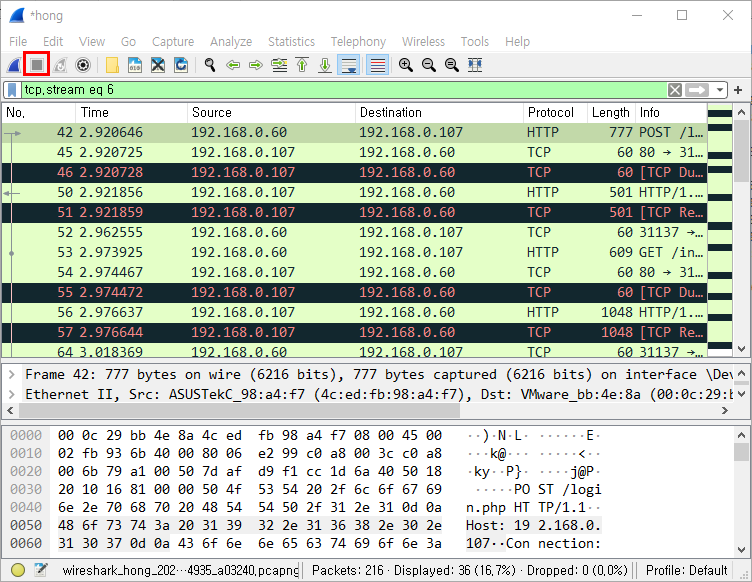 *hong
File Edit View Go Capture Analyze Statistics Telephony Wireless Tools Help
tcp,stream eq 6
No. Time Source Destination Protocol Length Info
42 2.920646 192.168.0.60 192.168.0.107 HTTP 777 POST /l…
45 2.920725 192.168.0.107 192.168.0.60 TCP 60 80 → 31…
46 2.920728 192.168.0.107 192.168.0.60 TCP 60 [TCP Du…
50 2.921856 192.168.0.107 192.168.0.60 HTTP 501 HTTP/1.…
51 2.921859 192.168.0.107 192.168.0.60 TCP 501 [TCP Re…
52 2.962555 192.168.0.60 192.168.0.107 TCP 60 31137 →…
53 2.973925 192.168.0.60 192.168.0.107 HTTP 609 GET /in…
54 2.974467 192.168.0.107 192.168.0.60 TCP 60 80 → 31…
55 2.974472 192.168.0.107 192.168.0.60 TCP 60 [TCP Du…
56 2.976637 192.168.0.107 192.168.0.60 HTTP 1048 HTTP/1.…
57 2.976644 192.168.0.107 192.168.0.60 TCP 1048 [TCP Re…
64 3.018369 192.168.0.60 192.168.0.107 TCP 60 31137 →…
Frame 42: 777 bytes on wire (6216 bits), 777 bytes captured (6216 bits) on interface \Dev
Ethernet II, Src: ASUSTekC_98:a4:f7 (4c:ed:fb:98:a4:f7), Dst: VMware_bb:4e:8a (00:0c:29:b
0000 00 0c 29 bb 4e 8a 4c ed fb 98 a4 f7 08 00 45 00 ··)·N·L· ······E·
0010 02 fb 93 6b 40 00 80 06 e2 99 c0 a8 00 3c c0 a8 ···k@··· ·····<··
0020 00 6b 79 a1 00 50 7d af d9 f1 cc 1d 6a 40 50 18 ·ky··P}· ····j@P·
0030 20 10 16 81 00 00 50 4f 53 54 20 2f 6c 6f 67 69 ·····PO ST /logi
0040 6e 2e 70 68 70 20 48 54 54 50 2f 31 2e 31 0d 0a n.php HT TP/1.1··
0050 48 6f 73 74 3a 20 31 39 32 2e 31 36 38 2e 30 2e Host: 19 2.168.0.
0060 31 30 37 0d 0a 43 6f 6e 6e 65 63 74 69 6f 6e 3a 107··Con nection:
wireshark_hong_202…4935_a03240,pcapng Packets: 216 · Displayed: 36 (16,7%) · Dropped: 0 (0,0%) Profile: Default